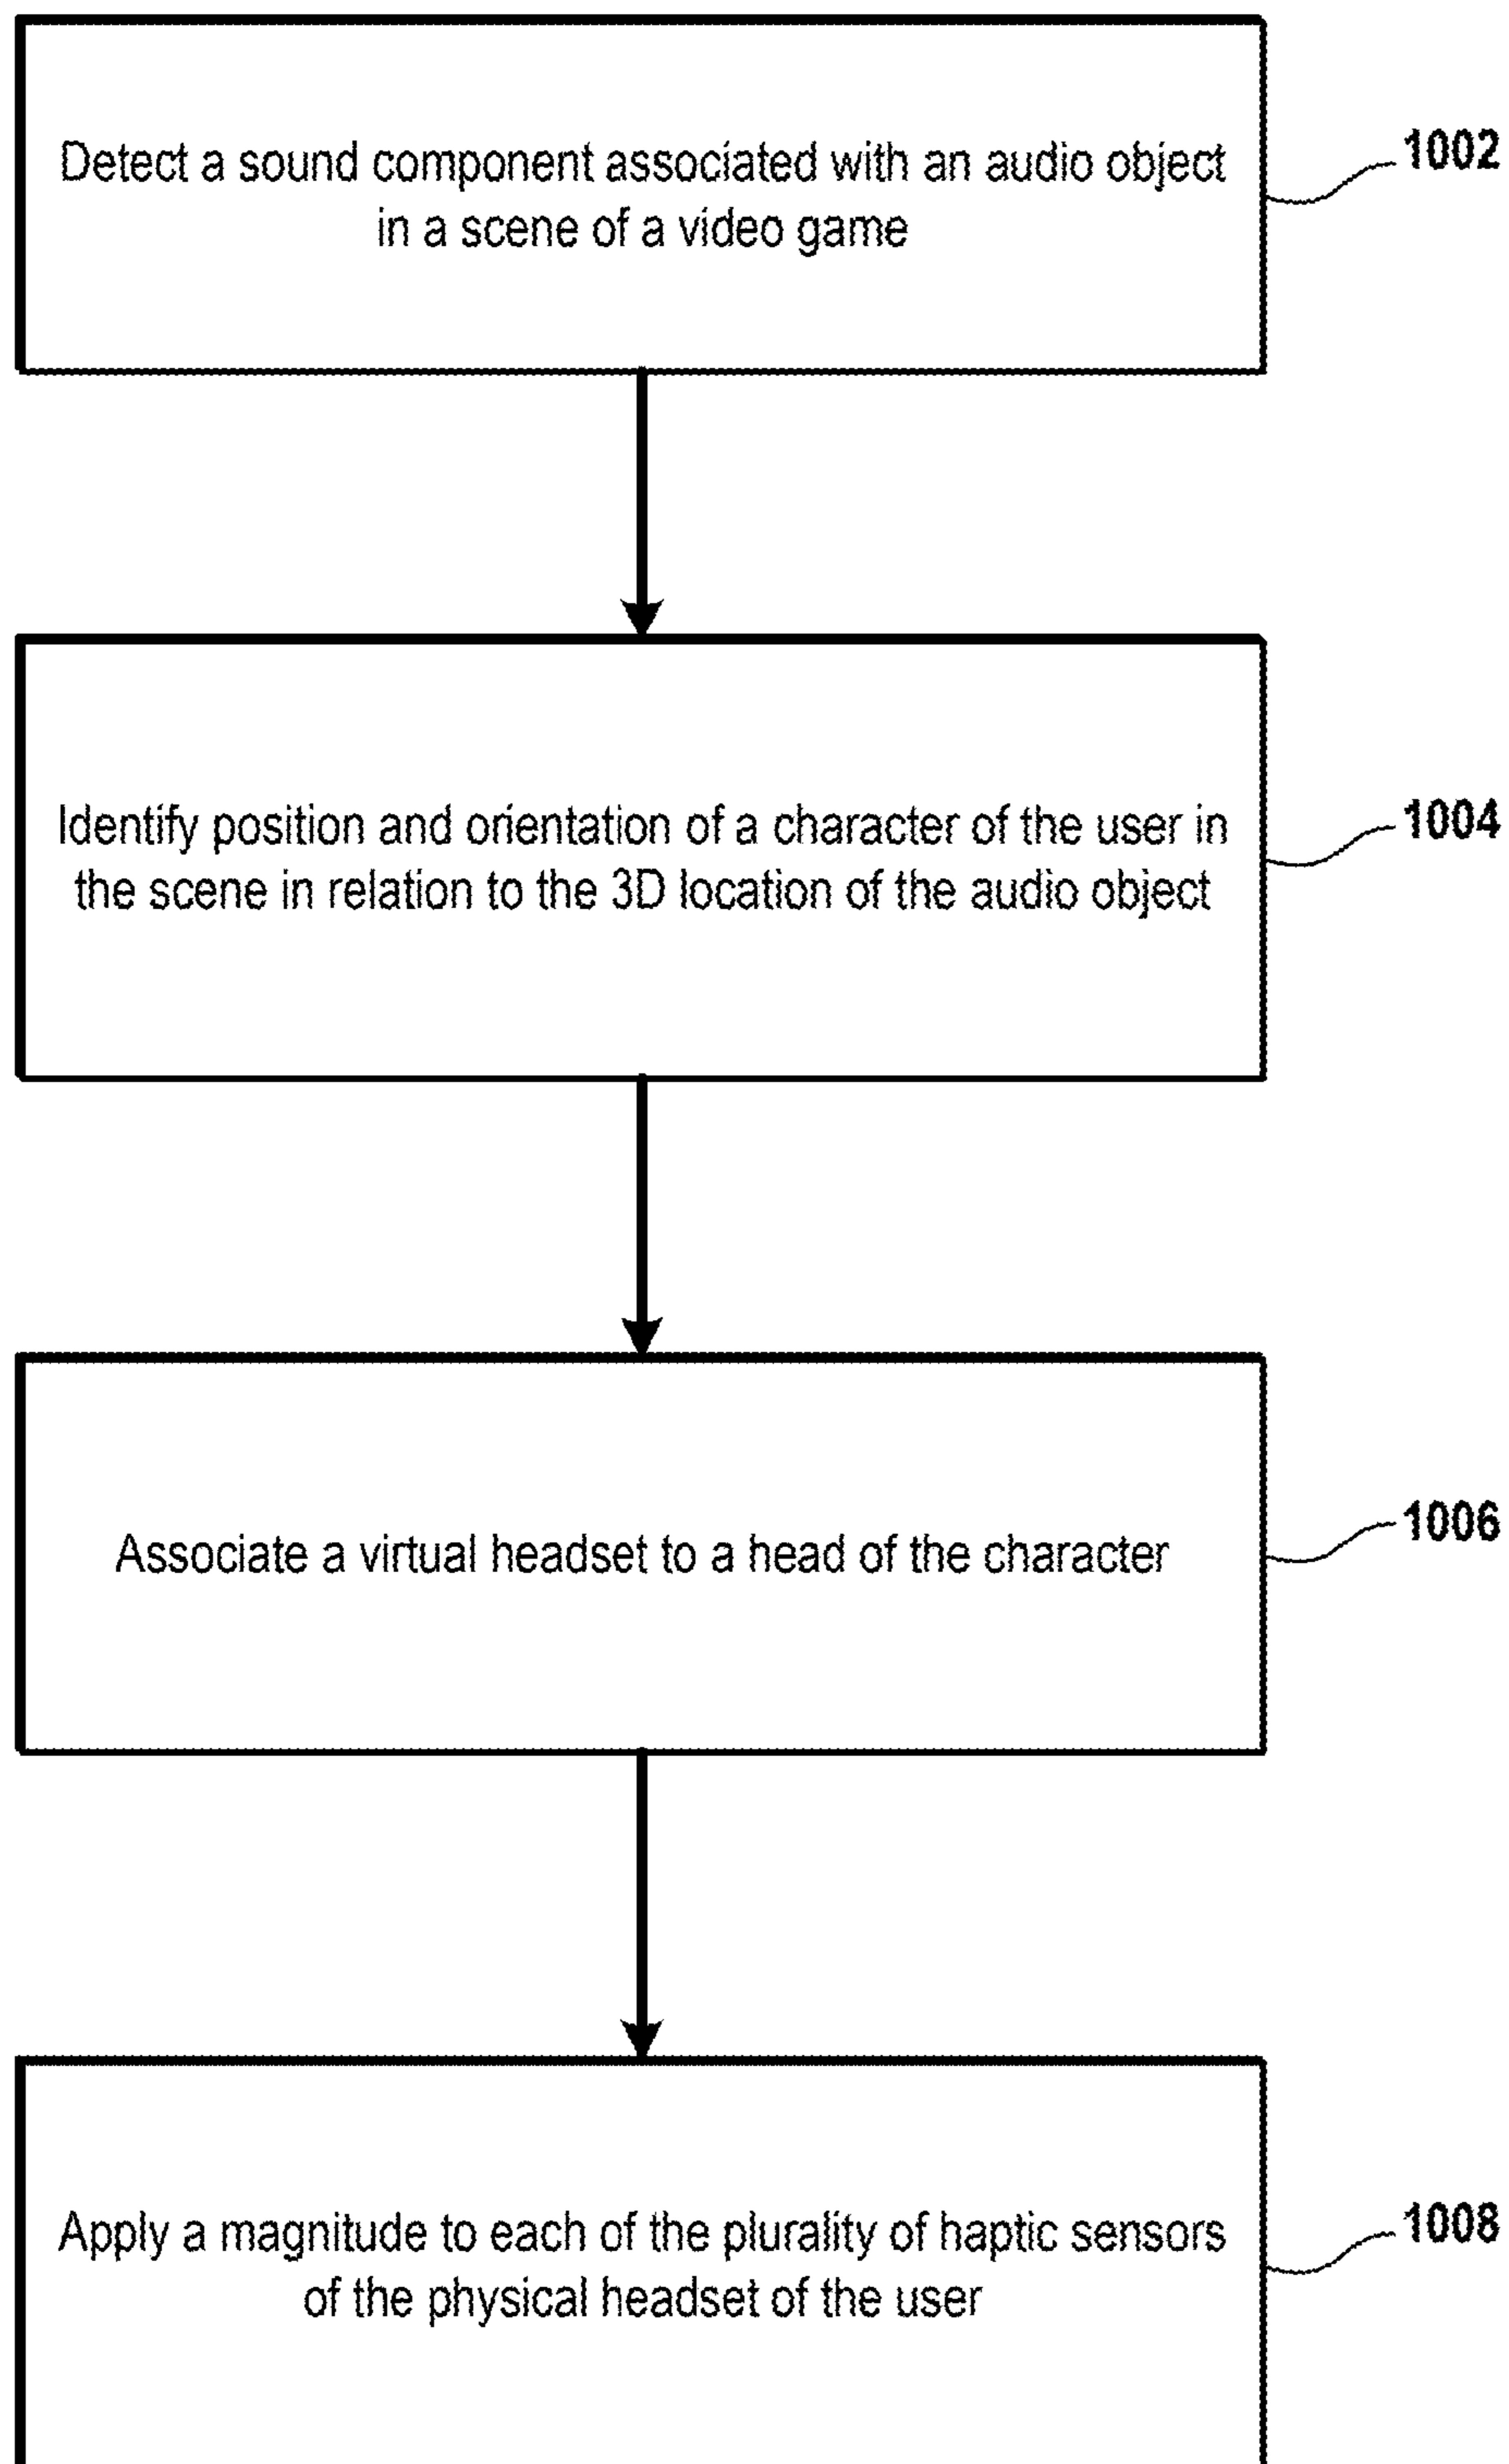 Detect a sound component associated with an audio object
in a scene of a video game
1002
Identify position and orientation of a character of the user in
the scene in relation to the 3D location of the audio object
1004
Associate a virtual headset to a head of the character
1006
Apply a magnitude to each of the plurality of haptic sensors
of the physical headset of the user
1008